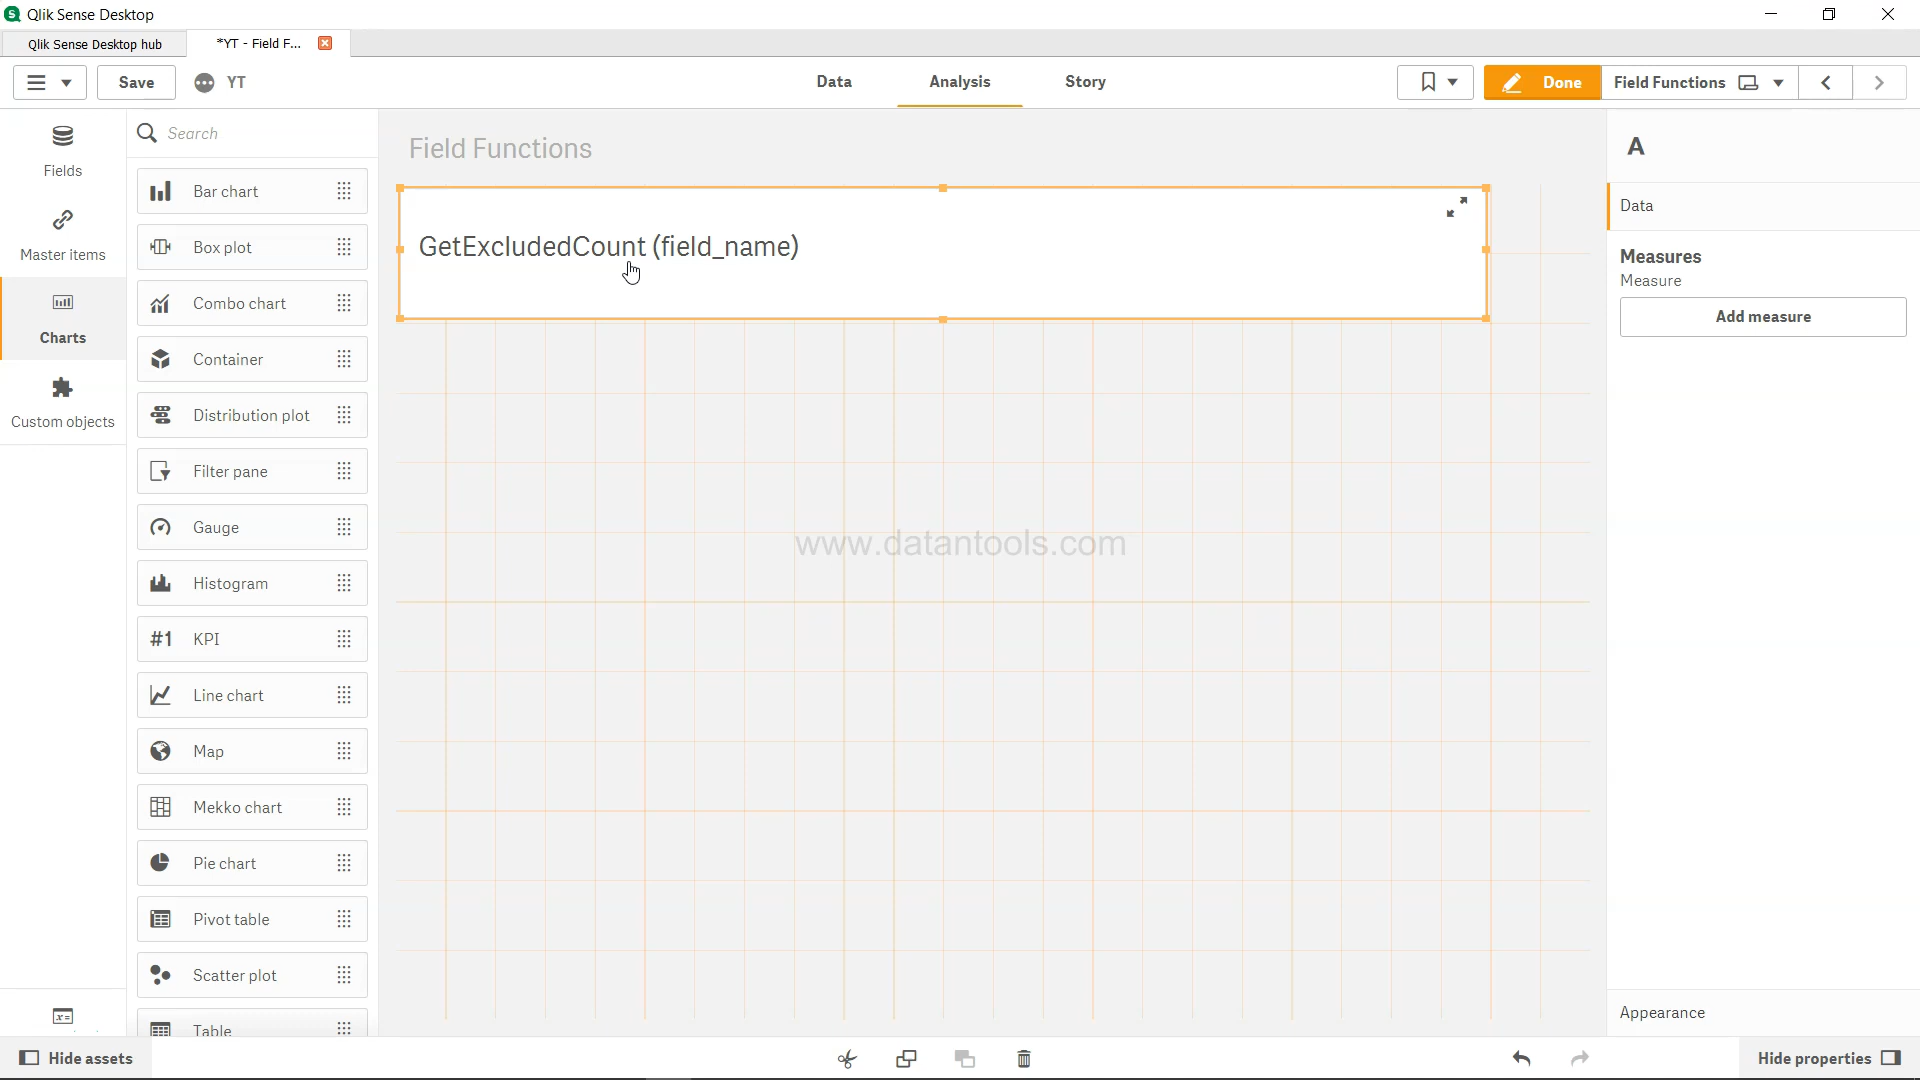 Qlik Sense Desktop
Qlik Sense Desktop hub
*YT - Field F...
Save
YT
Data
Analysis
Story
Done
Field Functions
Fields
Master items
Charts
Custom objects
Search
Bar chart
Box plot
Combo chart
Container
Distribution plot
Filter pane
Gauge
Histogram
#1 KPI
Line chart
Map
Mekko chart
Pie chart
Pivot table
Scatter plot
Table
Field Functions
GetExcludedCount (field_name)
www.datantools.com
A
Data
Measures
Measure
Add measure
Appearance
x=
Hide assets
Hide properties